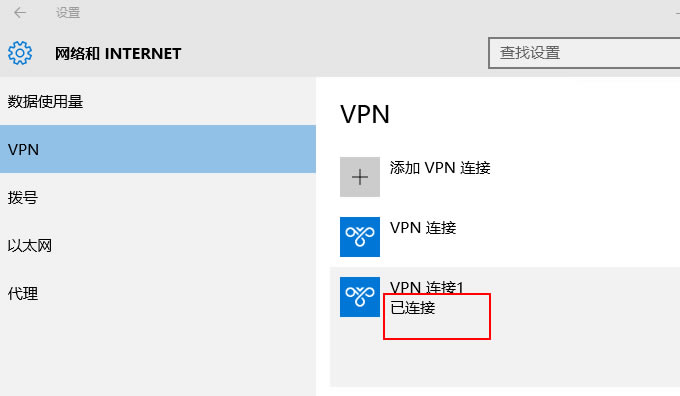 设置
网络和 INTERNET
查找设置
数据使用量
VPN
拨号
以太网
代理
VPN
添加 VPN 连接
VPN 连接
VPN 连接1
已连接